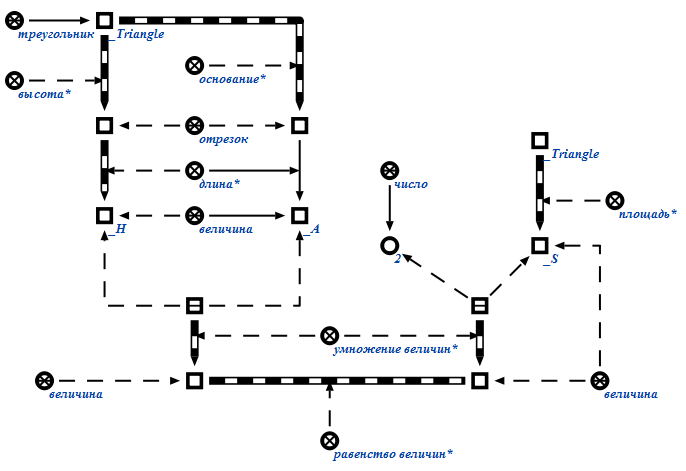 треугольник
_Triangle
основание*
высота*
отрезок
_Triangle
длина*
число
величина
площадь*
_H
_A
2
_S
умножение величин*
величина
величина
равенство величин*